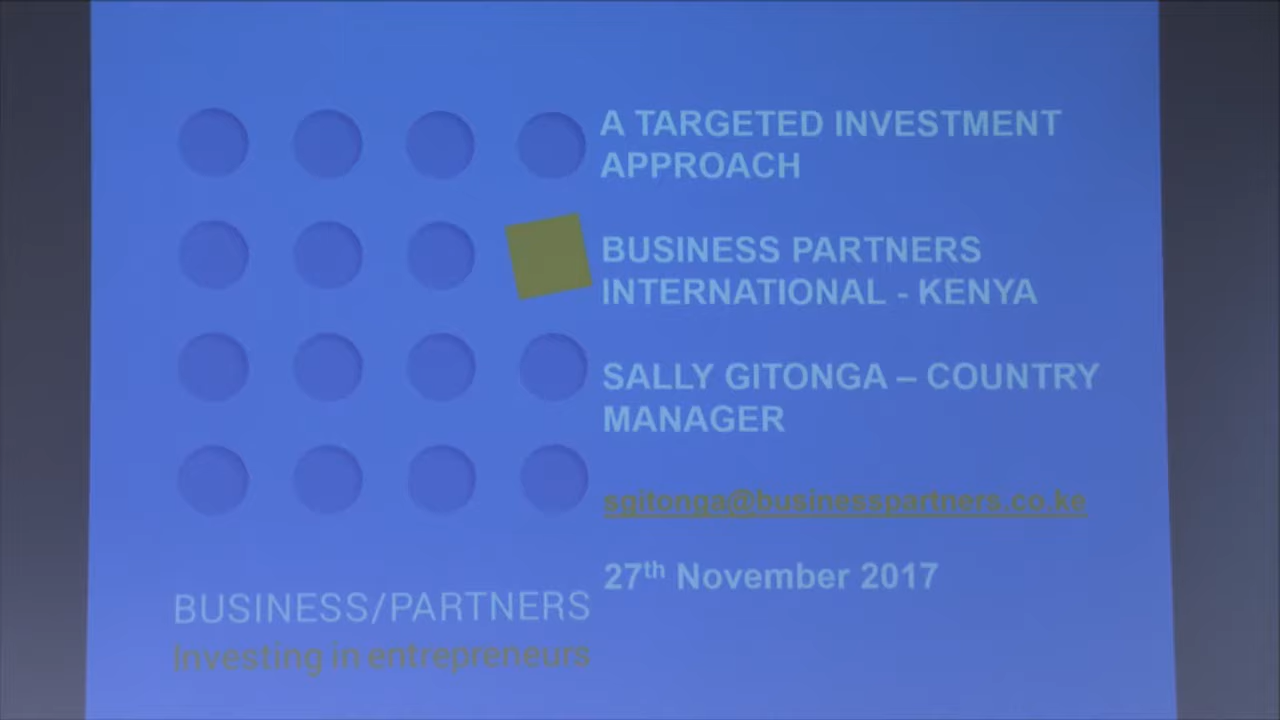 A TARGETED INVESTMENT
APPROACH
BUSINESS PARTNERS
INTERNATIONAL - KENYA
SALLY GITONGA – COUNTRY
MANAGER
sgitonga@businesspartners.co.ke
27th November 2017
BUSINESS/PARTNERS
Investing in entrepreneurs